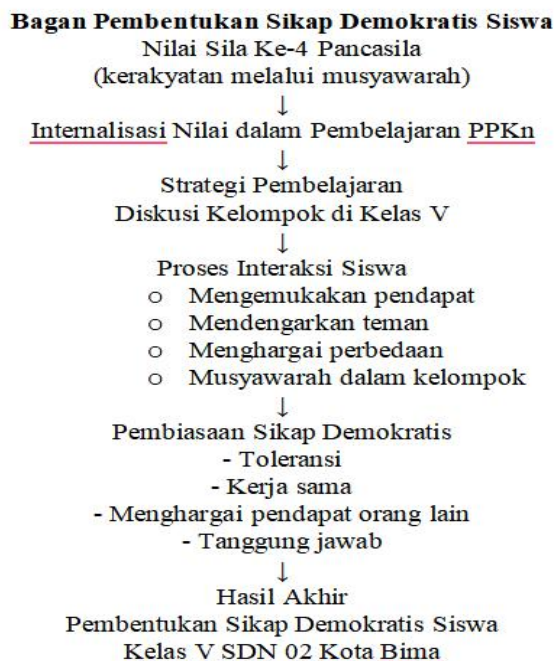 Bagan Pembentukan Sikap Demokratis Siswa
Nilai Sila Ke-4 Pancasila
(kerakyatan melalui musyawarah)
↓
Internalisasi Nilai dalam Pembelajaran PPKn
↓
Strategi Pembelajaran
Diskusi Kelompok di Kelas V
↓
Proses Interaksi Siswa
o Mengemukakan pendapat
o Mendengarkan teman
o Menghargai perbedaan
o Musyawarah dalam kelompok
↓
Pembiasaan Sikap Demokratis
- Toleransi
- Kerja sama
- Menghargai pendapat orang lain
- Tanggung jawab
↓
Hasil Akhir
Pembentukan Sikap Demokratis Siswa
Kelas V SDN 02 Kota Bima